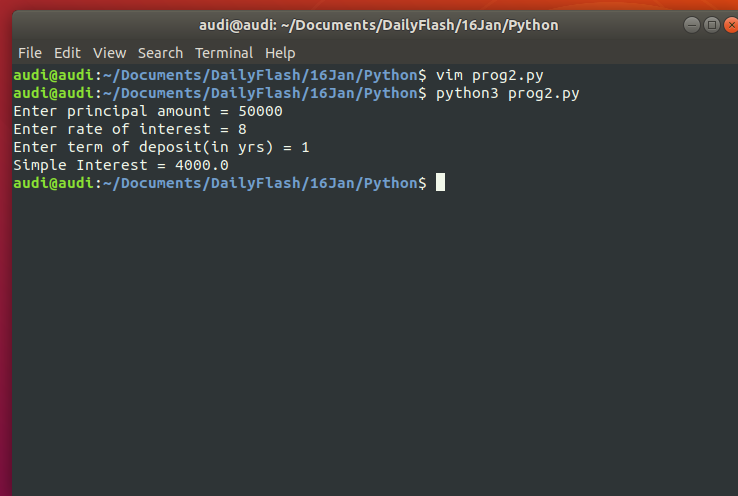 audi@audi: ~/Documents/DailyFlash/16Jan/Python
File Edit View Search Terminal Help
audi@audi:~/Documents/DailyFlash/16Jan/Python$ vim prog2.py
audi@audi:~/Documents/DailyFlash/16Jan/Python$ python3 prog2.py
Enter principal amount = 50000
Enter rate of interest = 8
Enter term of deposit(in yrs) = 1
Simple Interest = 4000.0
audi@audi:~/Documents/DailyFlash/16Jan/Python$